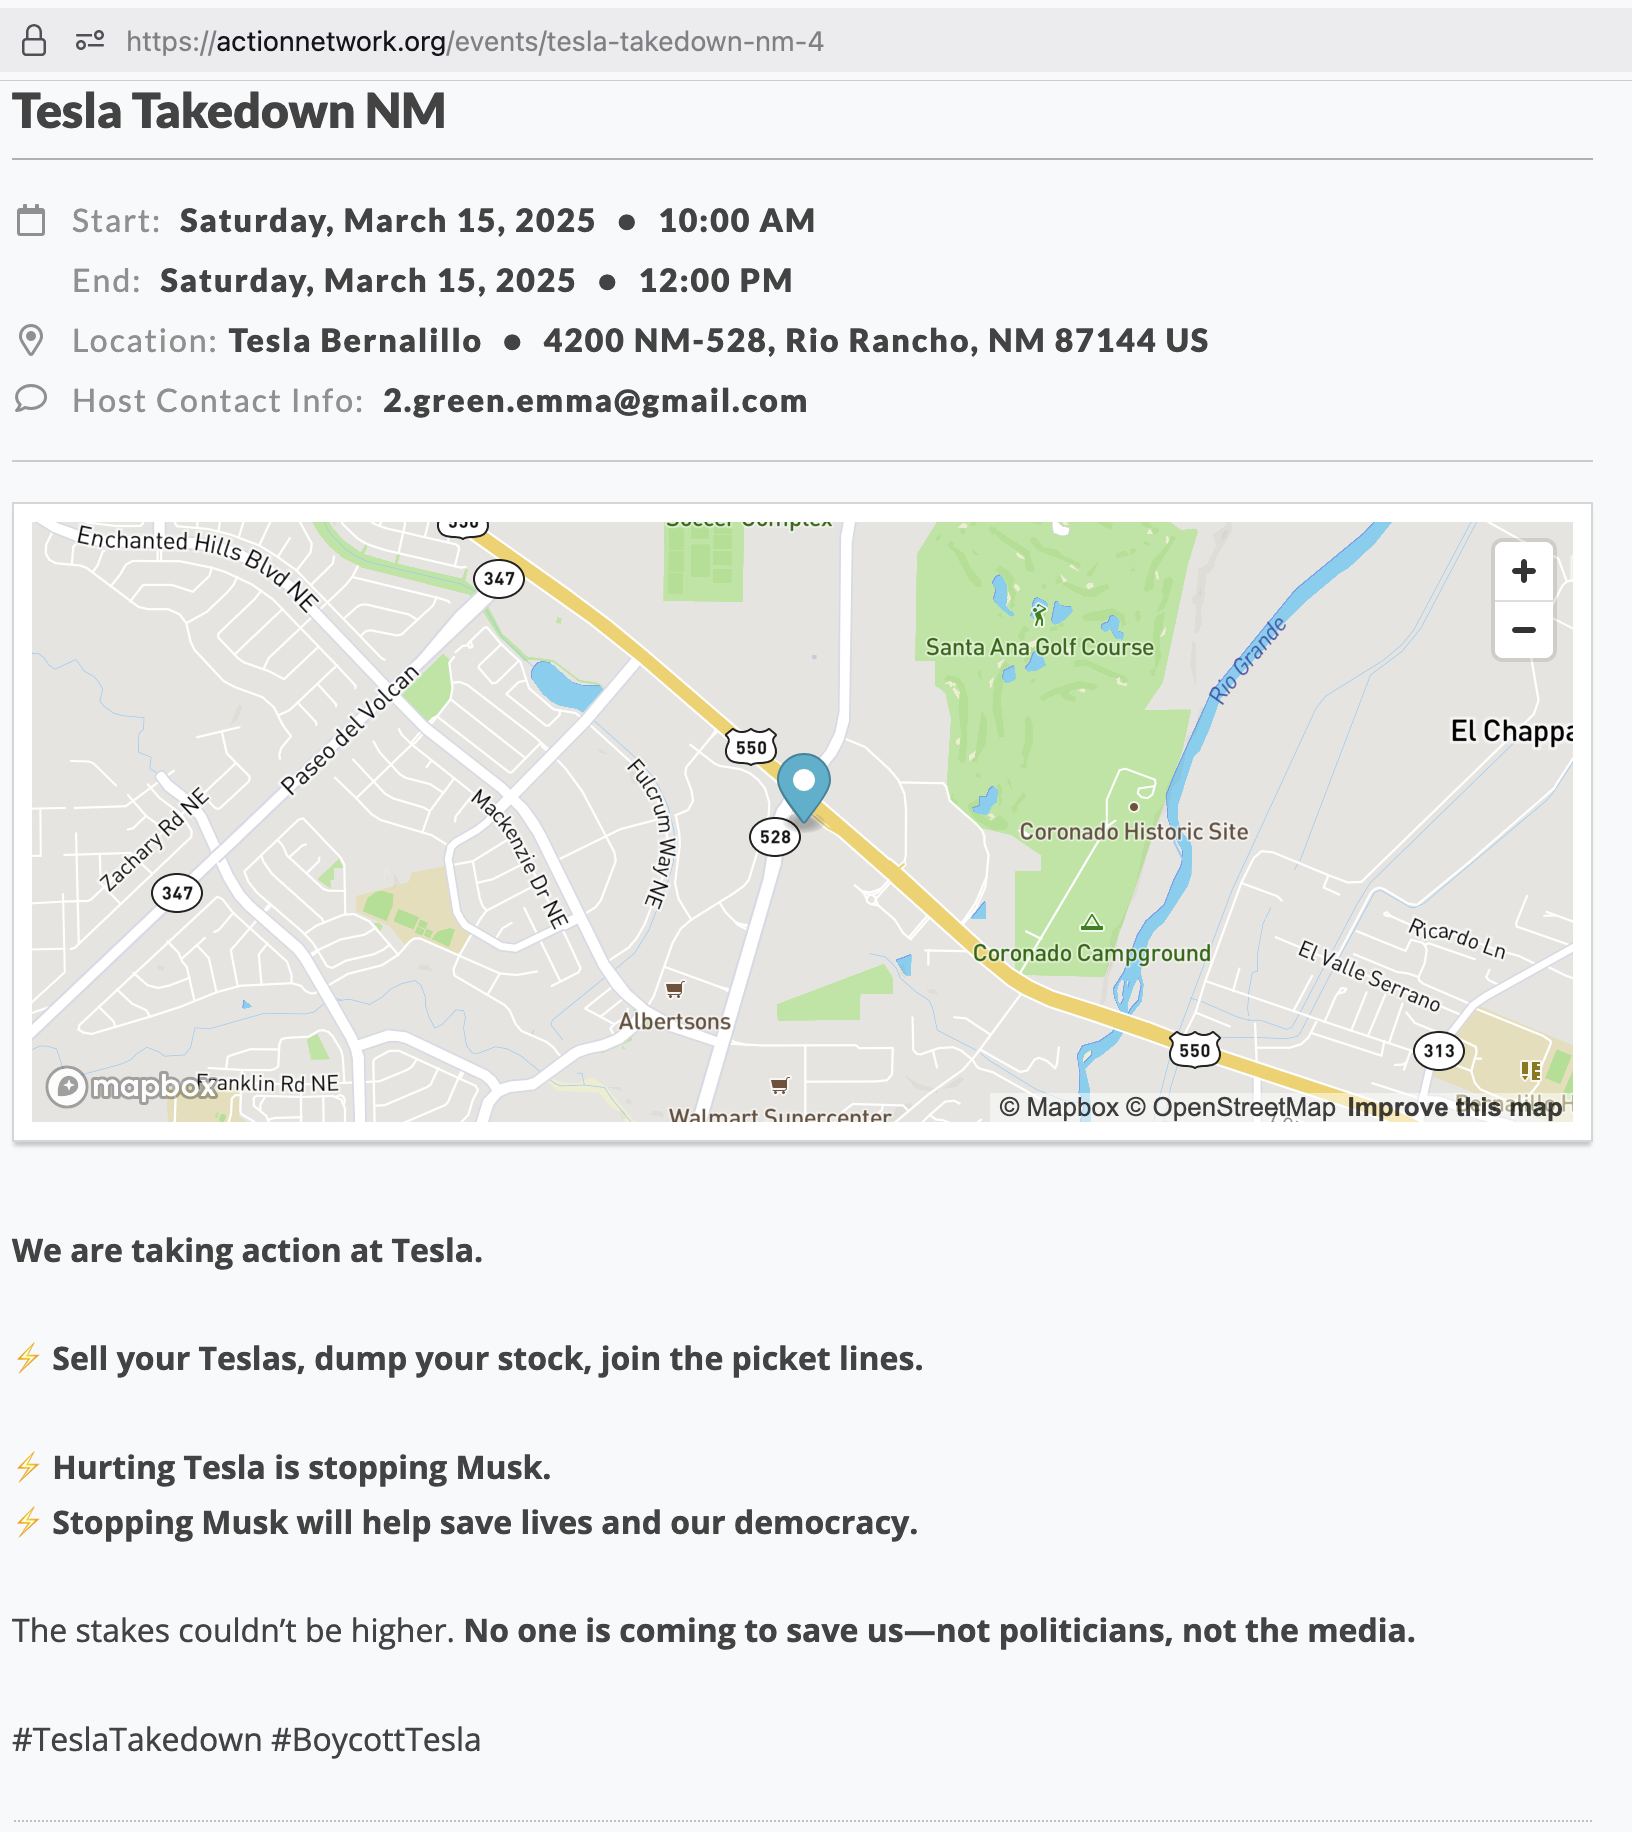 https://actionnetwork.org/events/tesla-takedown-nm-4
Tesla Takedown NM
Start: Saturday, March 15, 2025 ● 10:00 AM
End: Saturday, March 15, 2025 ● 12:00 PM
Location: Tesla Bernalillo ● 4200 NM-528, Rio Rancho, NM 87144 US
Host Contact Info: 2.green.emma@gmail.com
Enchanted Hills Blvd NE
550
Soccer Complex
347
+
−
Santa Ana Golf Course
Rio Grande
Paseo del Volcan
El Chappa
550
Fulcrum Way NE
Zachary Rd NE
Mackenzie Dr NE
528
Coronado Historic Site
347
Ricardo Ln
El Valle Serrano
Coronado Campground
Albertsons
550
313
mapbox
Franklin Rd NE
Walmart Supercenter
© Mapbox © OpenStreetMap Improve this map
Bernalillo H
We are taking action at Tesla.
⚡ Sell your Teslas, dump your stock, join the picket lines.
⚡ Hurting Tesla is stopping Musk.
⚡ Stopping Musk will help save lives and our democracy.
The stakes couldn’t be higher. No one is coming to save us—not politicians, not the media.
#TeslaTakedown #BoycottTesla